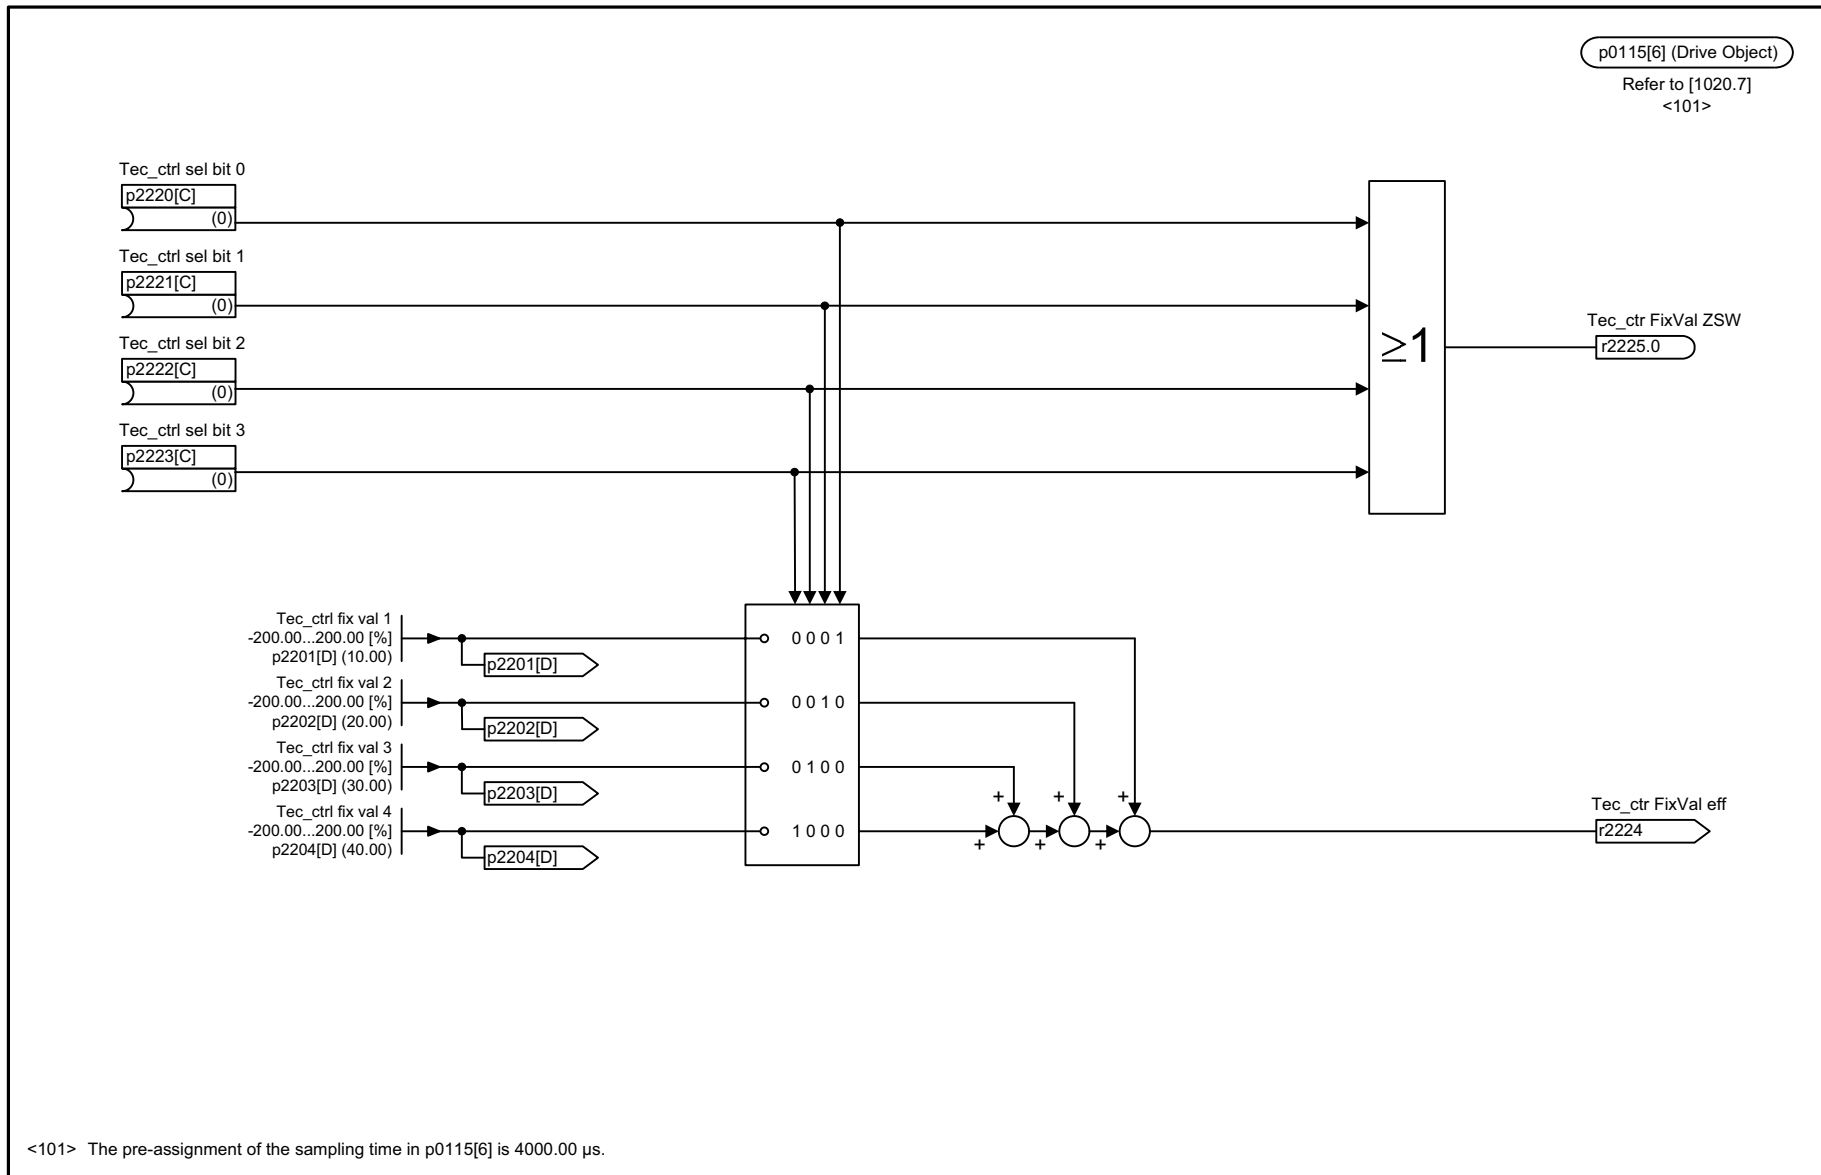 p0115[6] (Drive Object)
Refer to [1020.7]
<101>
Tec_ctrl sel bit 0
p2220[C]
(0)
Tec_ctrl sel bit 1
p2221[C]
(0)
Tec_ctrl sel bit 2
p2222[C]
(0)
Tec_ctrl sel bit 3
p2223[C]
(0)
≥1
Tec_ctr FixVal ZSW
r2225.0
Tec_ctrl fix val 1
-200.00...200.00 [%]
p2201[D] (10.00)
p2201[D]
0 0 0 1
Tec_ctrl fix val 2
-200.00...200.00 [%]
p2202[D] (20.00)
p2202[D]
0 0 1 0
Tec_ctrl fix val 3
-200.00...200.00 [%]
p2203[D] (30.00)
p2203[D]
0 1 0 0
Tec_ctrl fix val 4
-200.00...200.00 [%]
p2204[D] (40.00)
p2204[D]
1 0 0 0
+ + +
+ + +
Tec_ctr FixVal eff
r2224
<101> The pre-assignment of the sampling time in p0115[6] is 4000.00 µs.